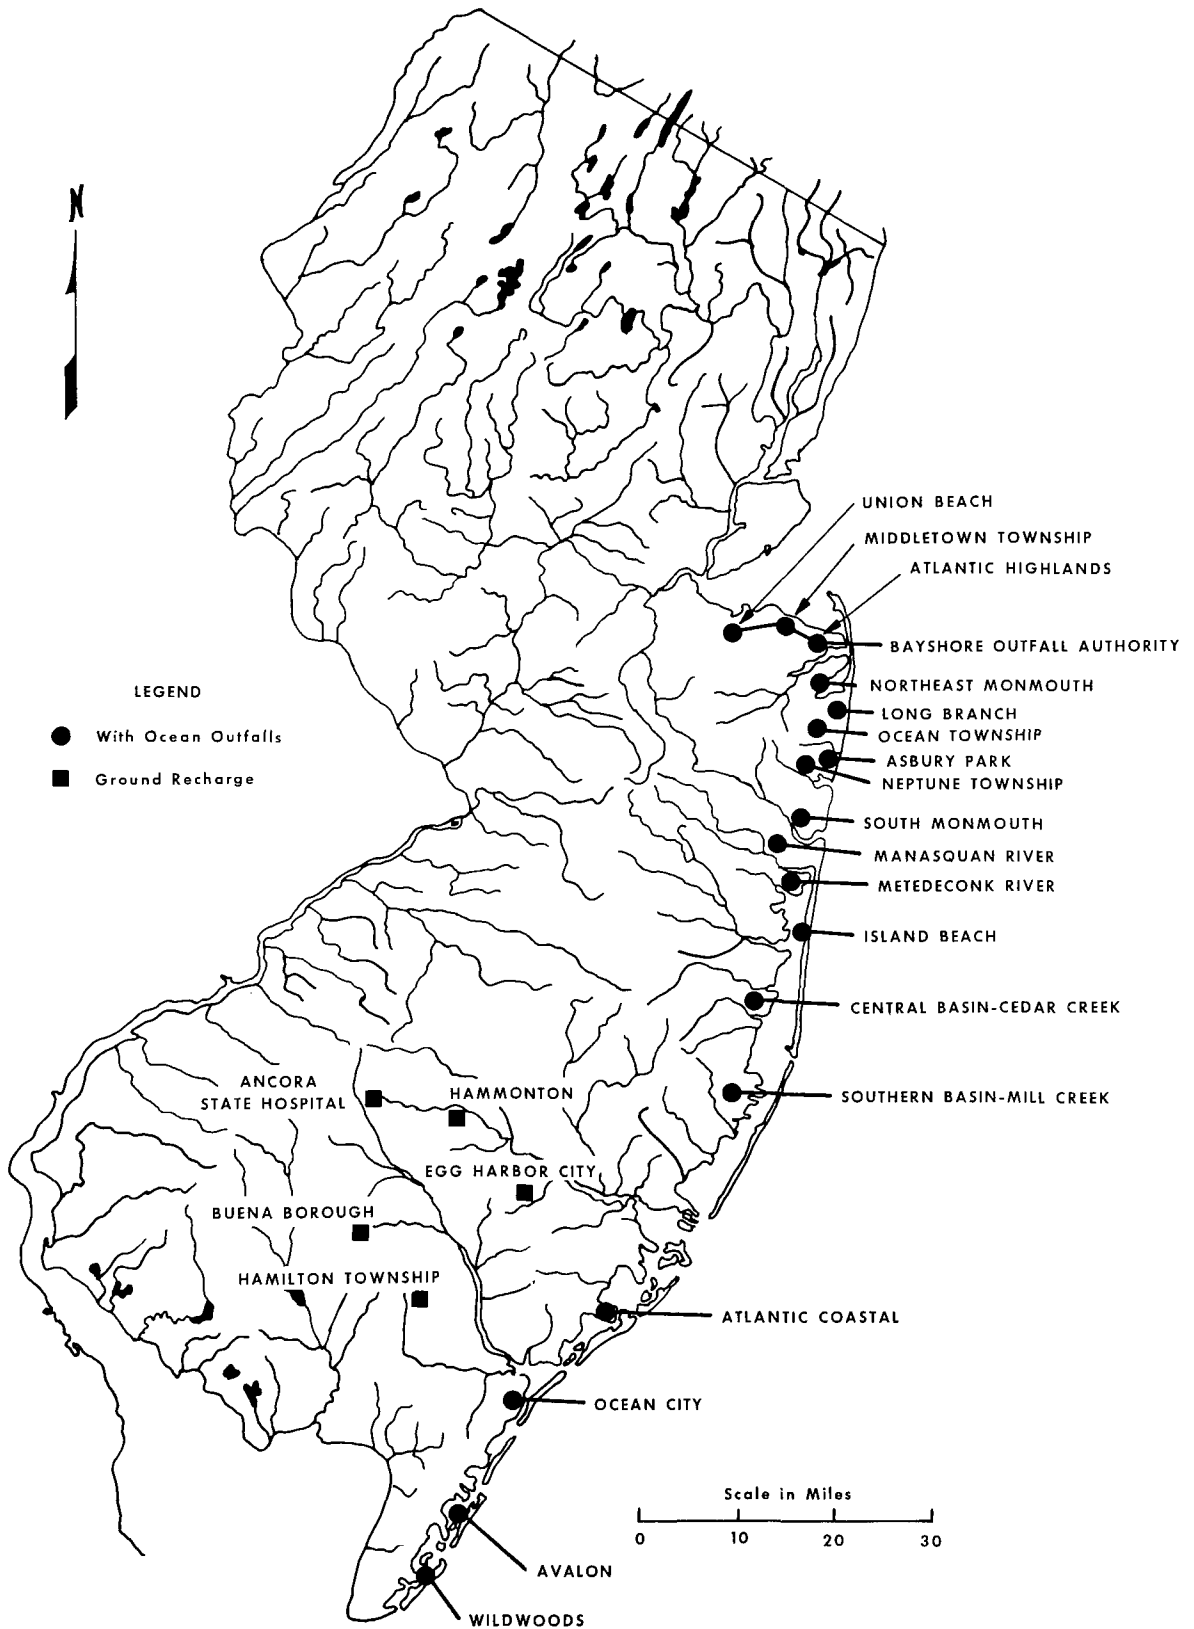 N
UNION BEACH
MIDDLETOWN TOWNSHIP
ATLANTIC HIGHLANDS
BAYSHORE OUTFALL AUTHORITY
NORTHEAST MONMOUTH
LONG BRANCH
OCEAN TOWNSHIP
ASBURY PARK
NEPTUNE TOWNSHIP
SOUTH MONMOUTH
MANASQUAN RIVER
METEDECONK RIVER
ISLAND BEACH
CENTRAL BASIN-CEDAR CREEK
SOUTHERN BASIN-MILL CREEK
LEGEND
With Ocean Outfalls
Ground Recharge
ANCORA
STATE HOSPITAL
HAMMONTON
EGG HARBOR CITY
BUENA BOROUGH
HAMILTON TOWNSHIP
ATLANTIC COASTAL
OCEAN CITY
AVALON
WILDWOODS
Scale in Miles
0 10 20 30